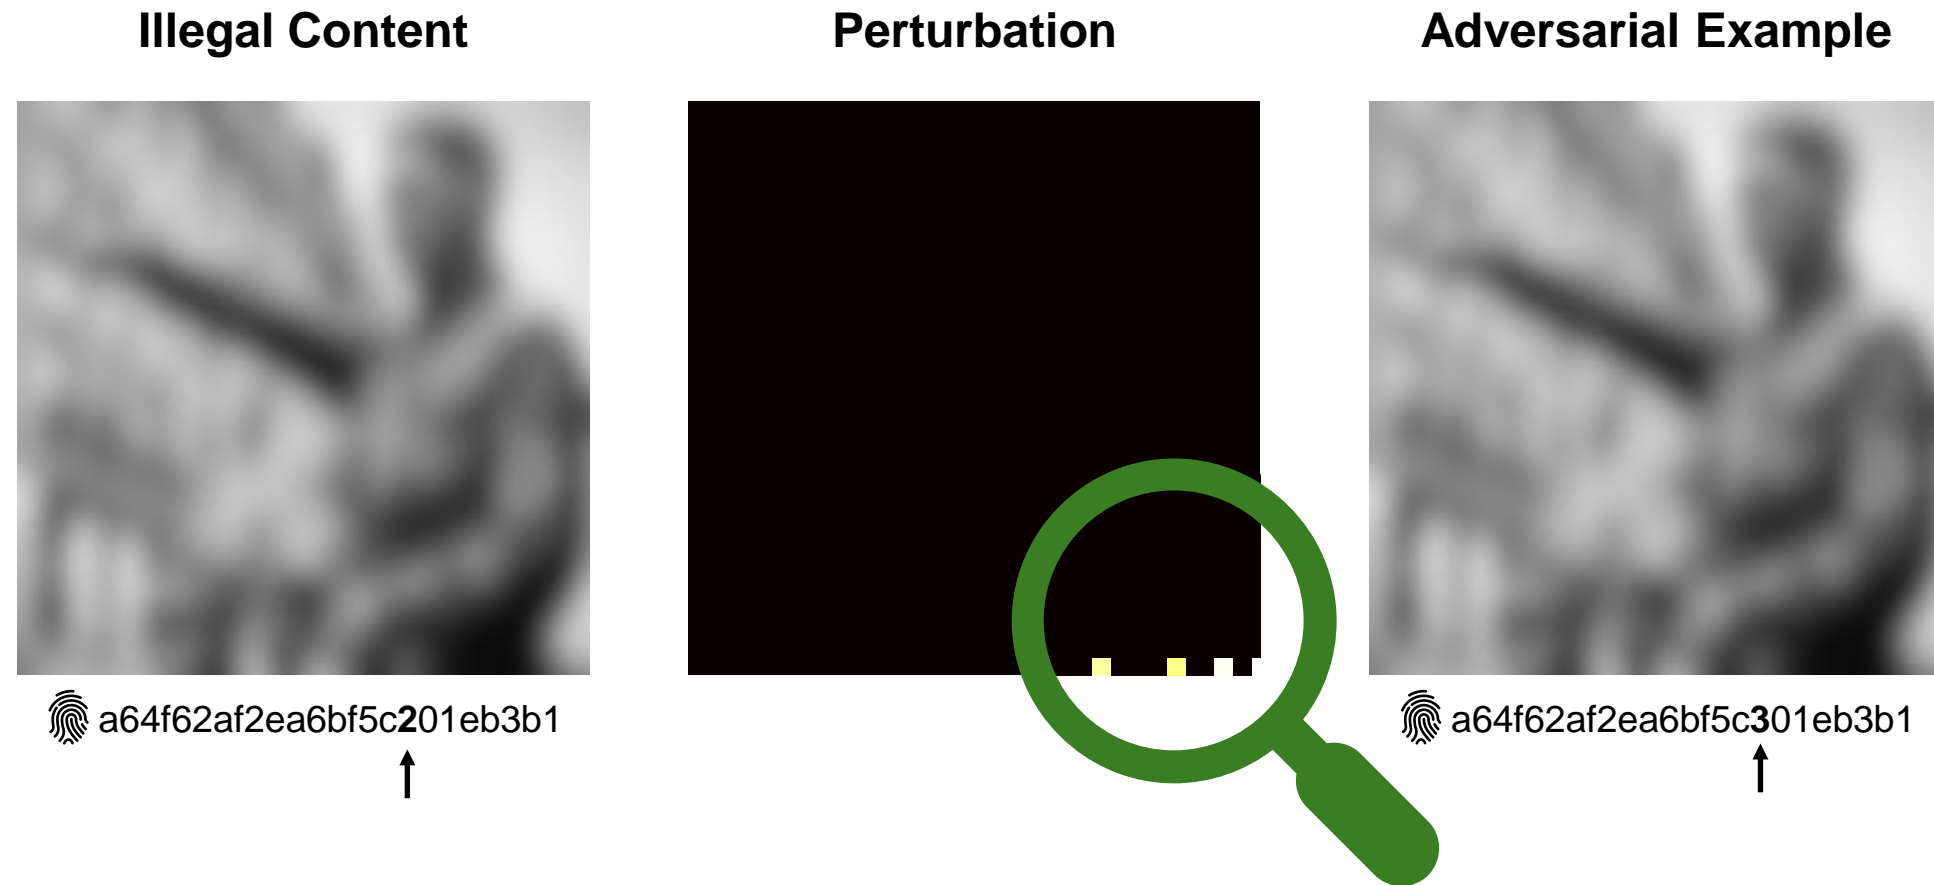 Illegal Content
Perturbation
Adversarial Example
a64f62af2ea6bf5c201eb3b1
a64f62af2ea6bf5c301eb3b1